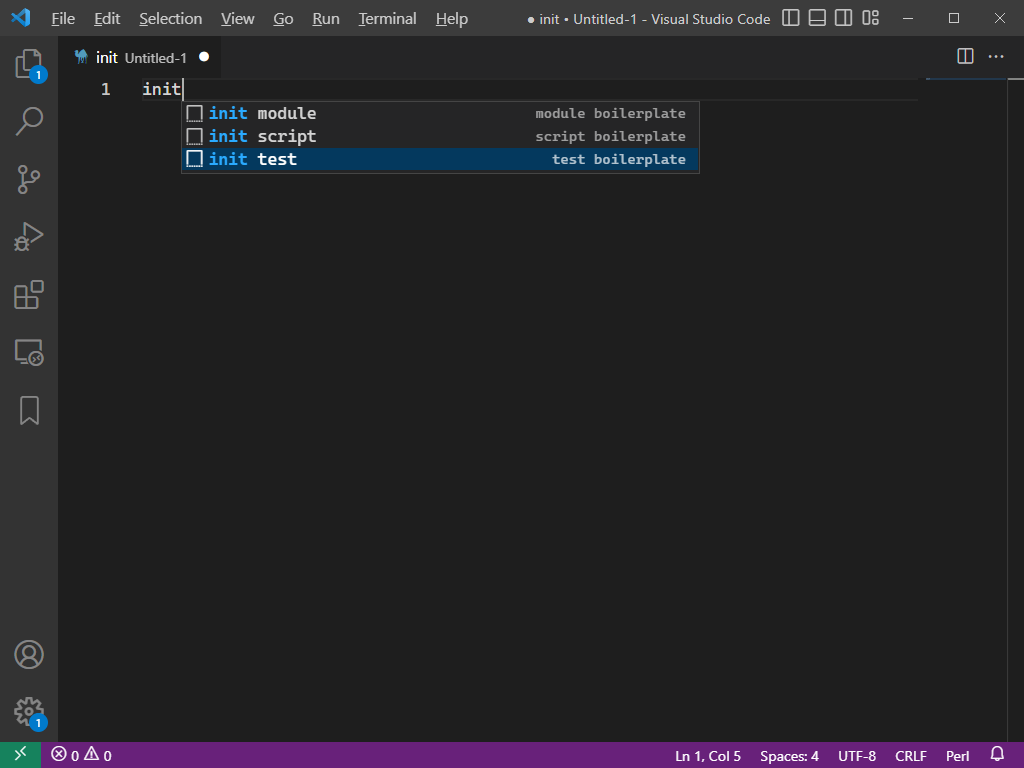 File Edit Selection View Go Run Terminal Help ● init • Untitled-1 - Visual Studio Code
init Untitled-1
1
1 init
init module module boilerplate
init script script boilerplate
init test test boilerplate
1
0 0 Ln 1, Col 5 Spaces: 4 UTF-8 CRLF Perl